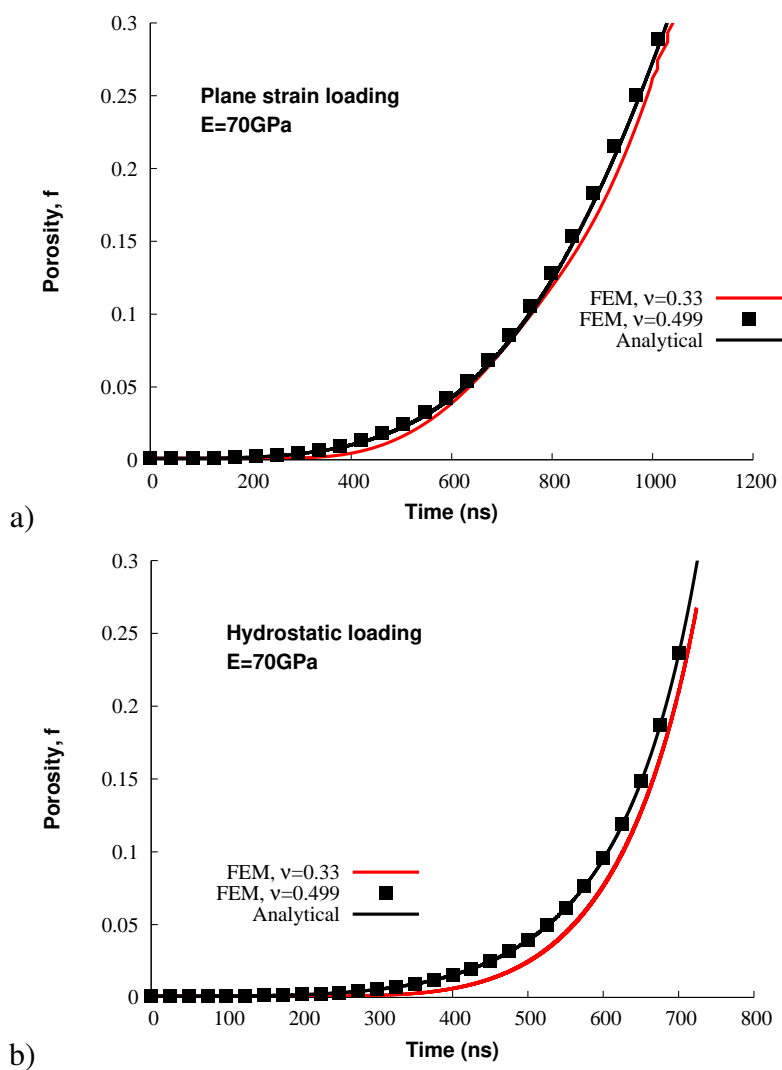 0.3
0.25
0.2
0.15
0.1
0.05
0
Porosity, f
Plane strain loading
E=70GPa
FEM, ν=0.33
FEM, ν=0.499
Analytical
0 200 400 600 800 1000 1200
Time (ns)
a)
0.3
0.25
0.2
0.15
0.1
0.05
0
Porosity, f
Hydrostatic loading
E=70GPa
FEM, ν=0.33
FEM, ν=0.499
Analytical
0 100 200 300 400 500 600 700 800
Time (ns)
b)